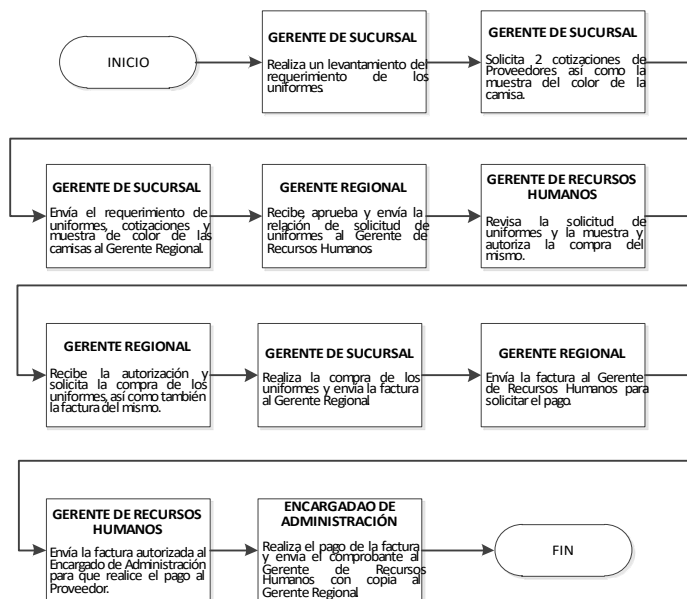 INICIO
GERENTE DE SUCURSAL
Realiza un levantamiento del
requerimiento de los
uniformes.
GERENTE DE SUCURSAL
Solicita 2 cotizaciones de
Proveedores así como la
muestra del color de la
camisa.
GERENTE DE SUCURSAL
Envía el requerimiento de
uniformes, cotizaciones y
muestra de color de las
camisas al Gerente Regional.
GERENTE REGIONAL
Recibe, aprueba y envía la
relación de solicitud de
uniformes al Gerente de
Recursos Humanos
GERENTE DE RECURSOS
HUMANOS
Revisa la solicitud de
uniformes y la muestra y
autoriza la compra del
mismo.
GERENTE REGIONAL
Recibe la autorización y
solicita la compra de los
uniformes, así como también
la factura del mismo.
GERENTE DE SUCURSAL
Realiza la compra de los
uniformes y envía la factura
al Gerente Regional.
GERENTE REGIONAL
Envía la factura al Gerente
de Recursos Humanos para
solicitar el pago.
GERENTE DE RECURSOS
HUMANOS
Envía la factura autorizada al
Encargado de Administración
para que realice el pago al
Proveedor.
ENCARGADAO DE
ADMINISTRACIÓN
Realiza el pago de la factura
y envía el comprobante al
Gerente de Recursos
Humanos con copia al
Gerente Regional.
FIN